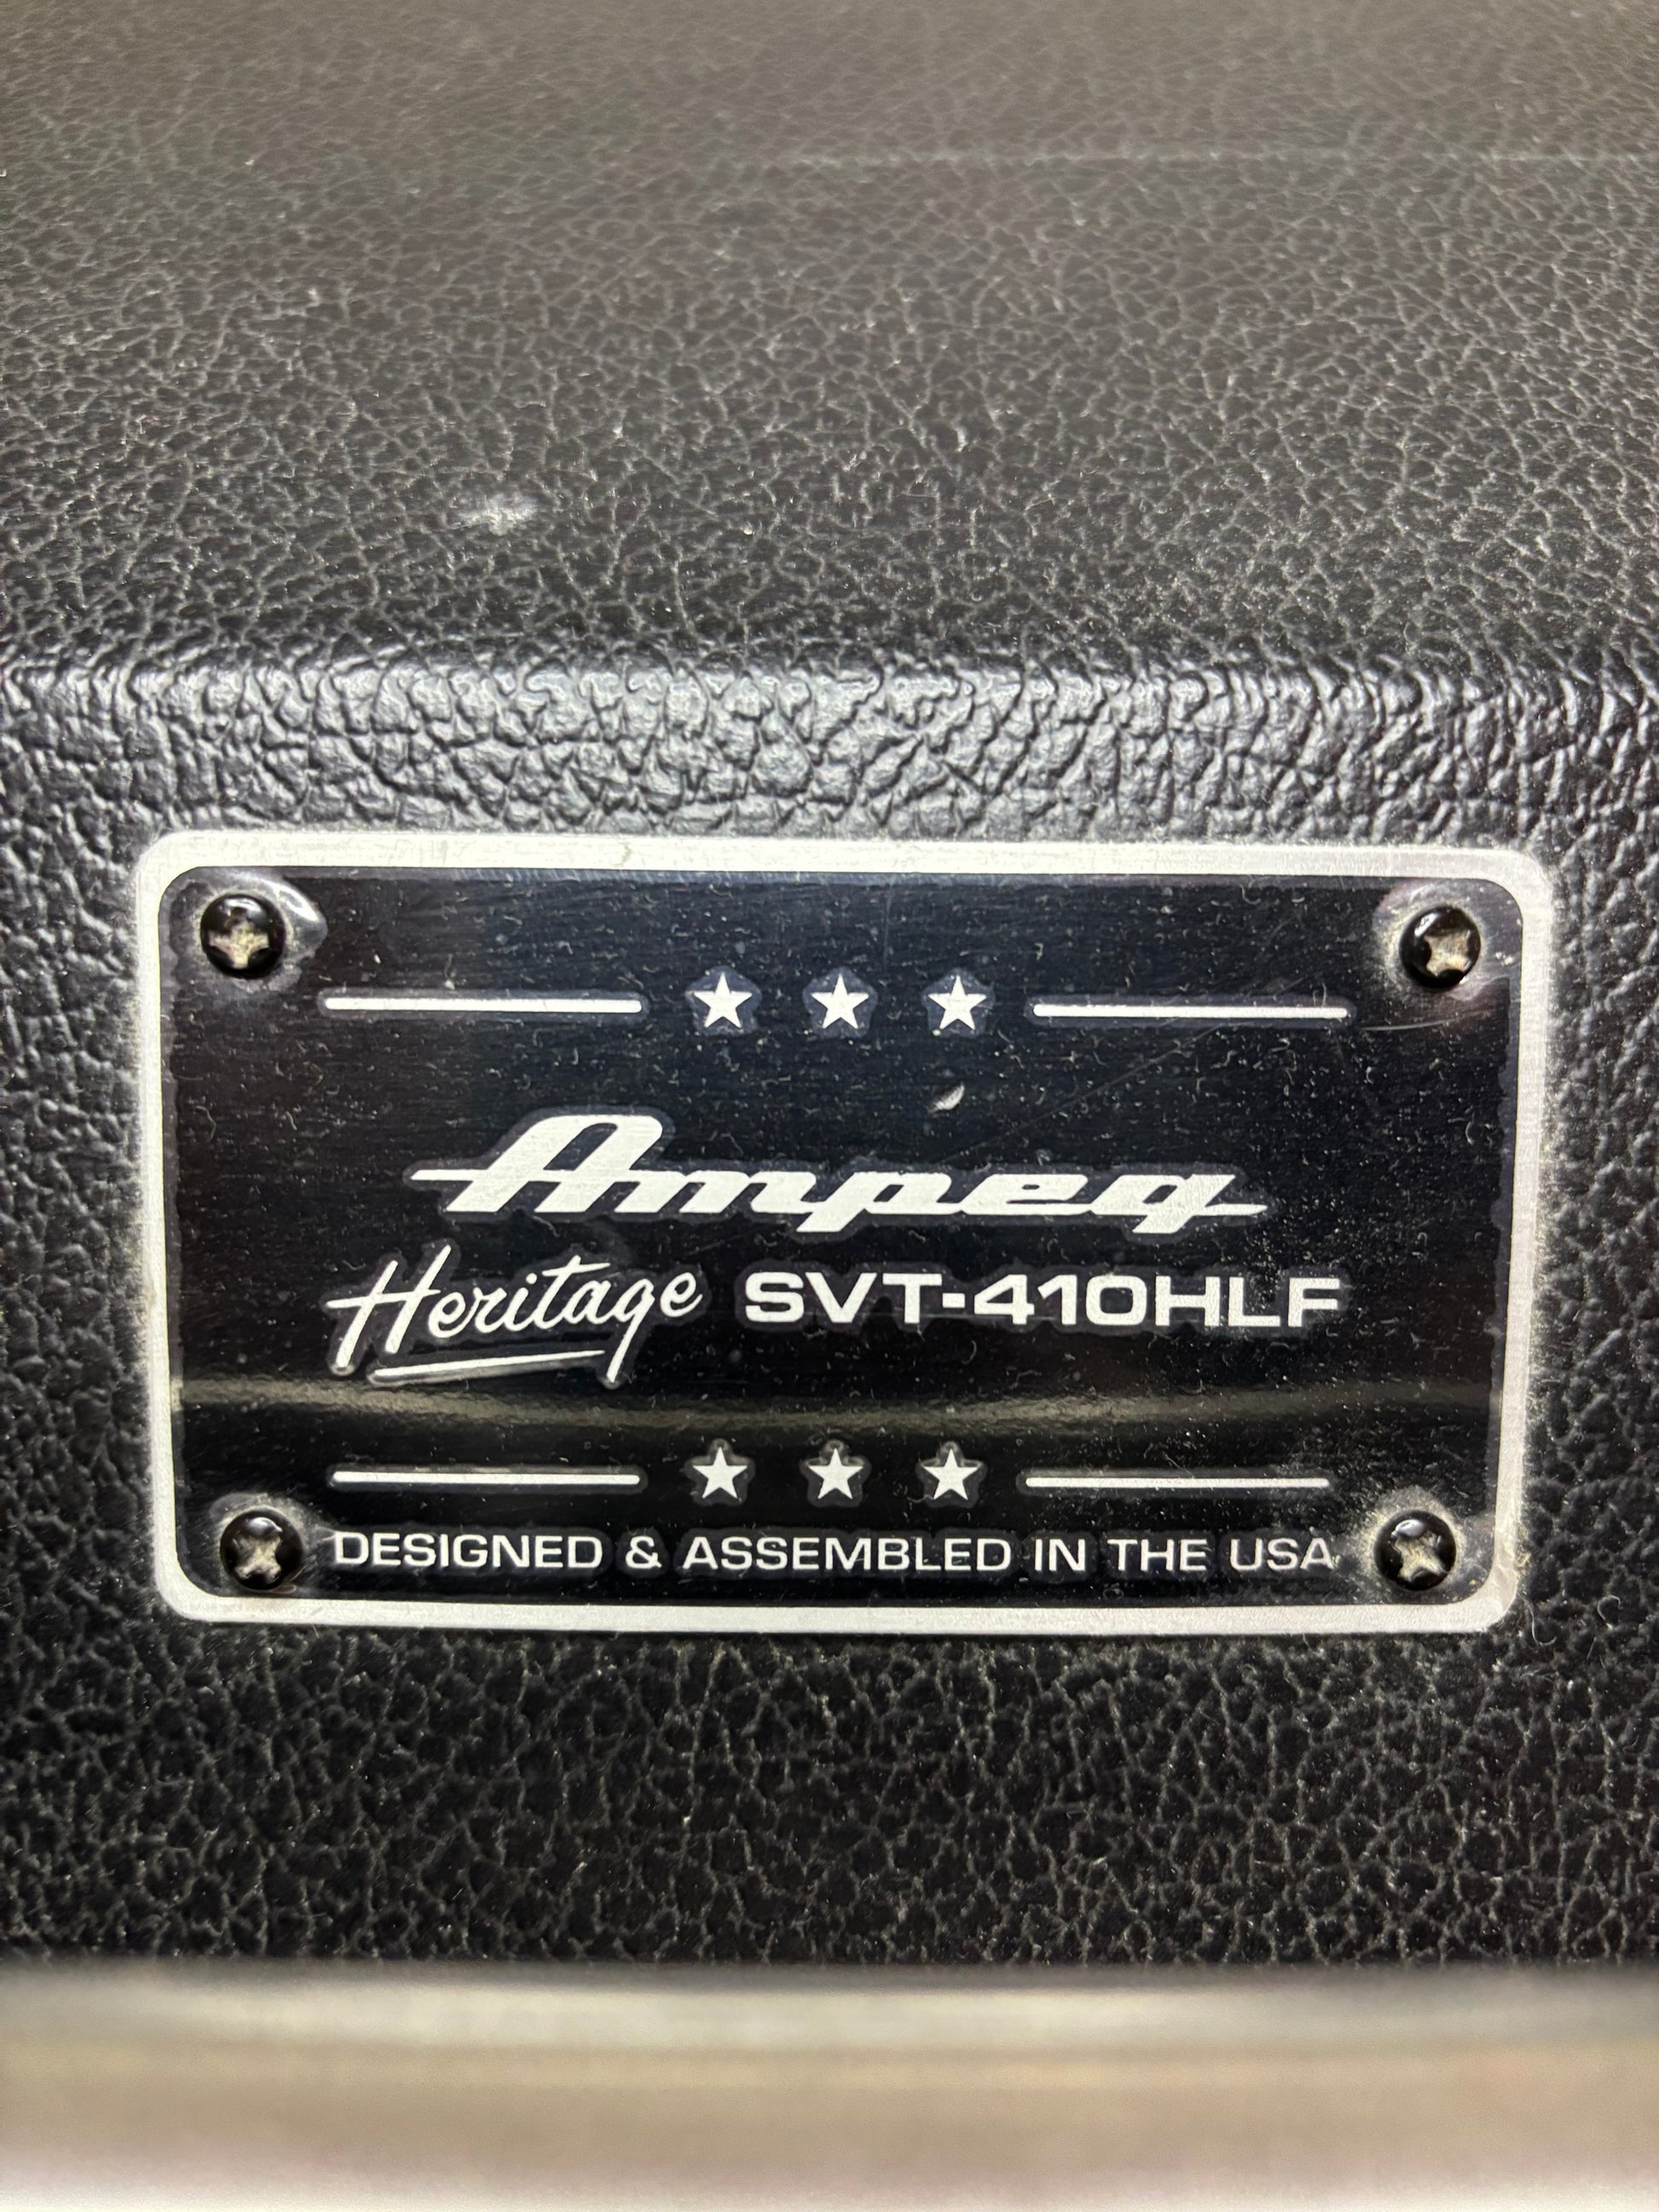 Ampeg
Heritage SVT-410HLF
DESIGNED & ASSEMBLED IN THE USA